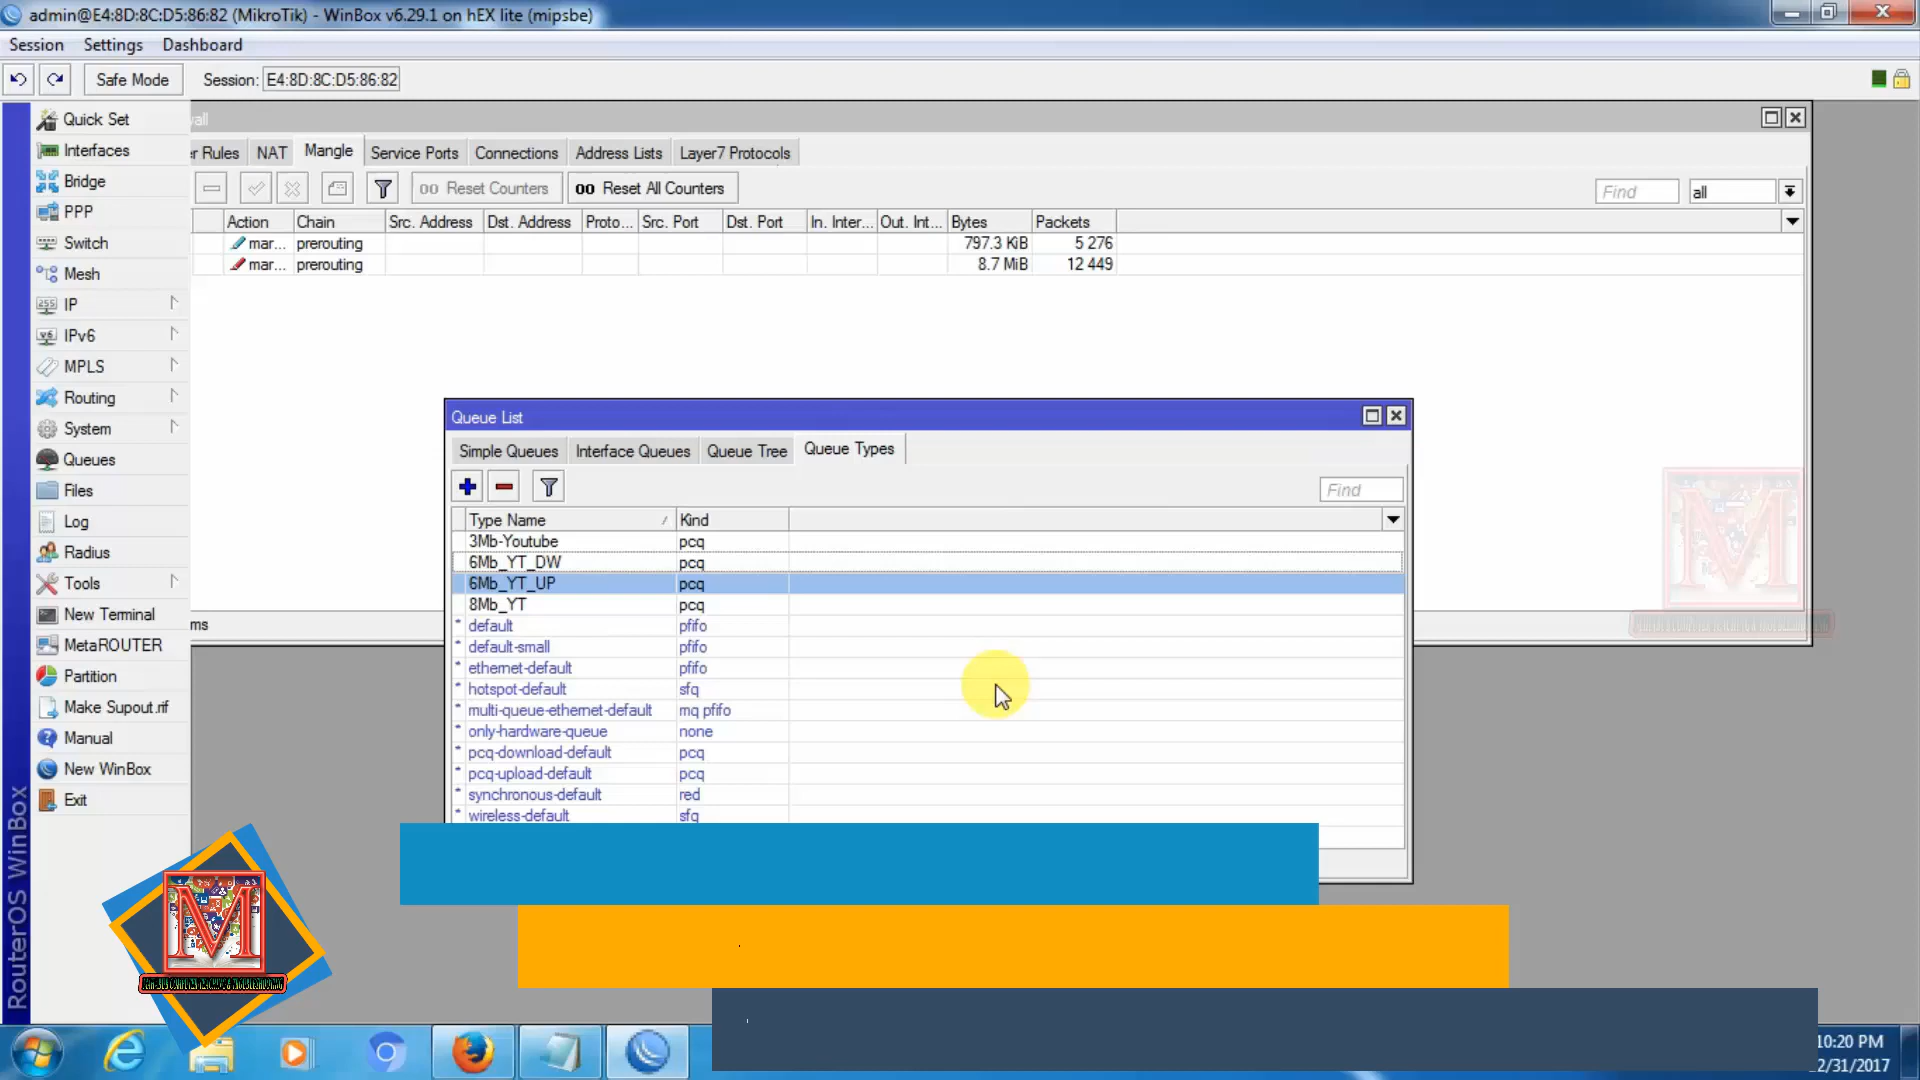 admin@E4:8D:8C:D5:86:82 (MikroTik) - WinBox v6.29.1 on hEX lite (mipsbe)
Session Settings Dashboard
Safe Mode Session: E4:8D:8C:D5:86:82
Quick Set
Interfaces
Bridge
PPP
Switch
Mesh
IP
IPv6
MPLS
Routing
System
Queues
Files
Log
Radius
Tools
New Terminal
MetaROUTER
Partition
Make Supout.rif
Manual
New WinBox
Exit
RouterOS WinBox
wall
er Rules NAT Mangle Service Ports Connections Address Lists Layer7 Protocols
00 Reset Counters 00 Reset All Counters Find all
Action Chain Src. Address Dst. Address Proto... Src. Port Dst. Port In. Inter... Out. Int... Bytes Packets
mar... prerouting 797.3 KiB 5 276
mar... prerouting 8.7 MiB 12 449
ms
Queue List
Simple Queues Interface Queues Queue Tree Queue Types
Find
Type Name Kind
3Mb-Youtube pcq
6Mb_YT_DW pcq
6Mb_YT_UP pcq
8Mb_YT pcq
* default pfifo
* default-small pfifo
* ethernet-default pfifo
* hotspot-default sfq
* multi-queue-ethernet-default mq pfifo
* only-hardware-queue none
* pcq-download-default pcq
* pcq-upload-default pcq
* synchronous-default red
* wireless-default sfq
M
10:20 PM
2/31/2017